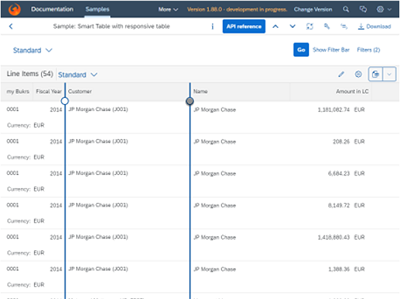 Documentation Samples More Version 1.88.0 - development in progress. Change Version
Sample: Smart Table with responsive table API reference Download
Standard Go Show Filter Bar Filters (2)
Line Items (54) Standard
my Bukrs Fiscal Year Customer Name Amount in LC
0001 2014 JP Morgan Chase (J001) JP Morgan Chase 1,191,082.74 EUR
Currency: EUR
0001 2014 JP Morgan Chase (J001) JP Morgan Chase 208.26 EUR
Currency: EUR
0001 2014 JP Morgan Chase (J001) JP Morgan Chase 6,684.23 EUR
Currency: EUR
0001 2014 JP Morgan Chase (J001) JP Morgan Chase 8,149.72 EUR
Currency: EUR
0001 2014 JP Morgan Chase (J001) JP Morgan Chase 1,416,880.43 EUR
Currency: EUR
0001 2014 JP Morgan Chase (J001) JP Morgan Chase 1,388.36 EUR
Currency: EUR